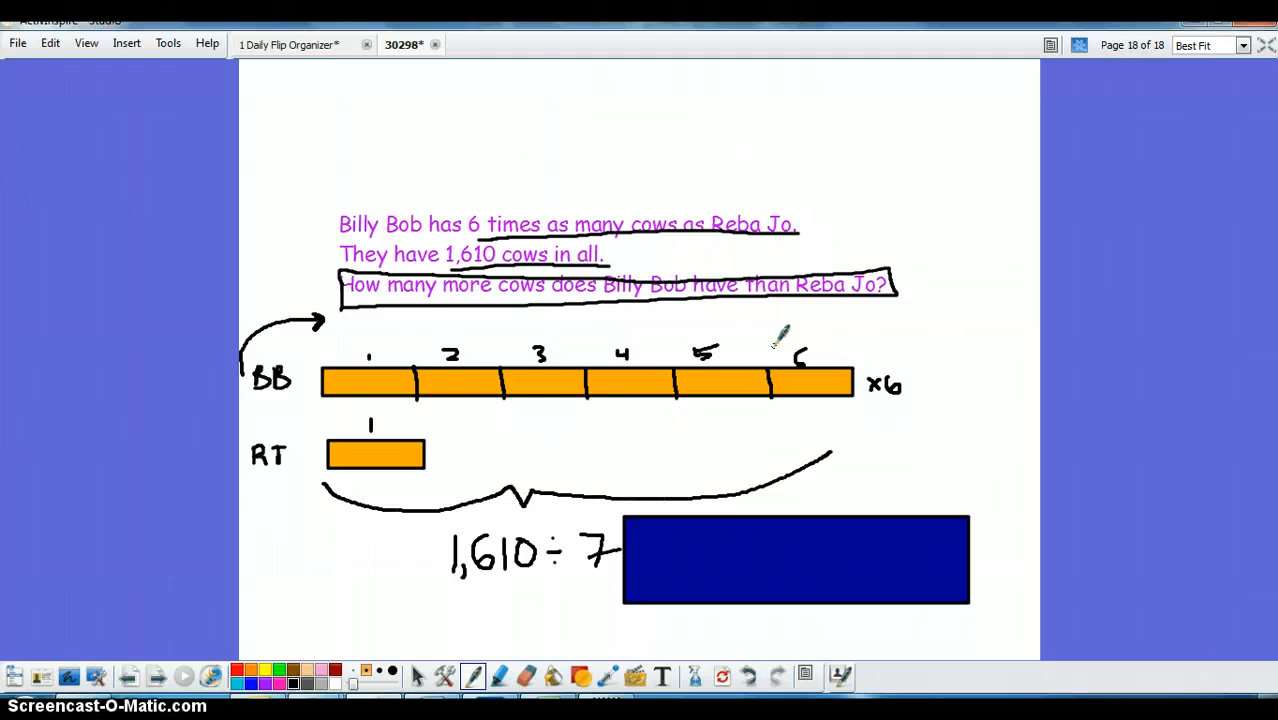 File Edit View Insert Tools Help
1 Daily Flip Organizer*
30298*
Page 18 of 18
Best Fit
Billy Bob has 6 times as many cows as Reba Jo.
They have 1,610 cows in all.
How many more cows does Billy Bob have than Reba Jo?
1 2 3 4 5 6
BB
×6
1
RT
1,610 ÷ 7
T
Screencast-O-Matic.com